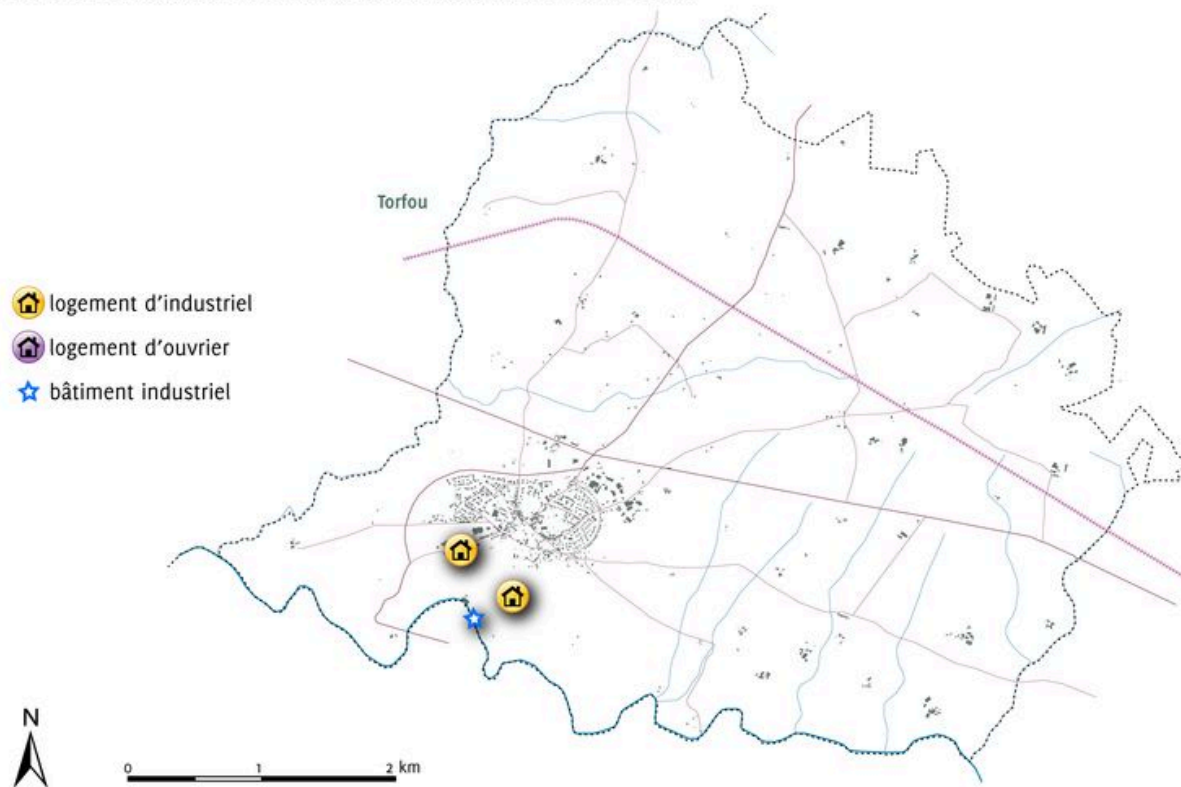 Torfou
logement d'industriel
logement d'ouvrier
bâtiment industriel
N
0 1 2 km